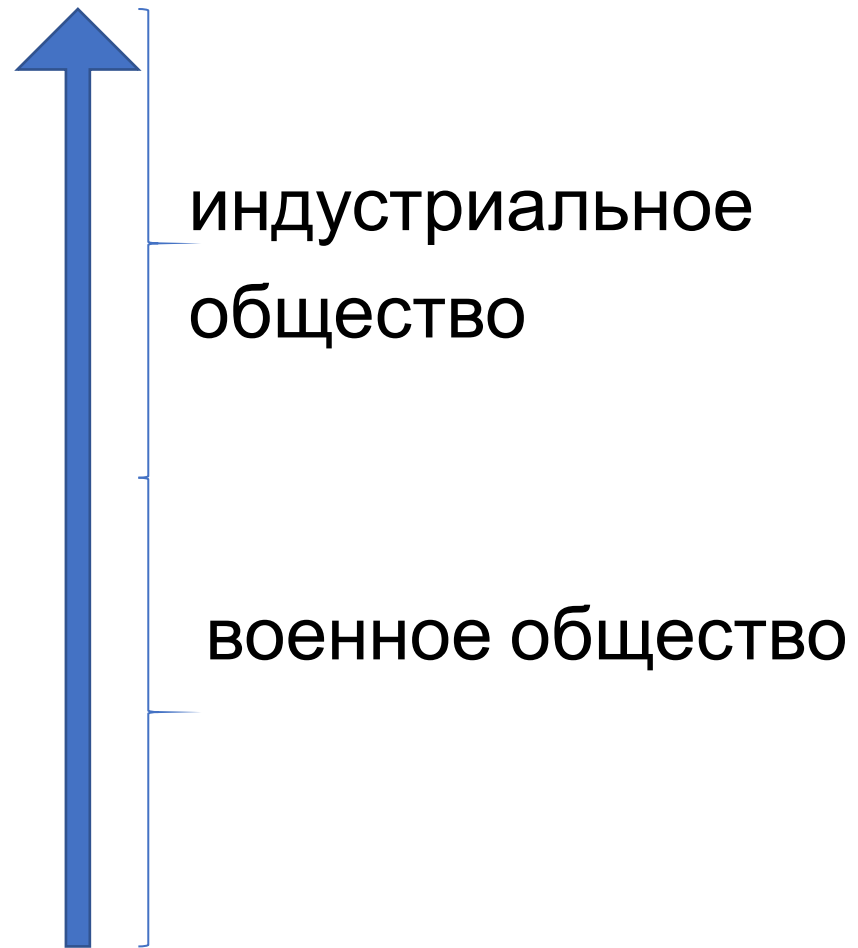 индустриальное
общество
военное общество